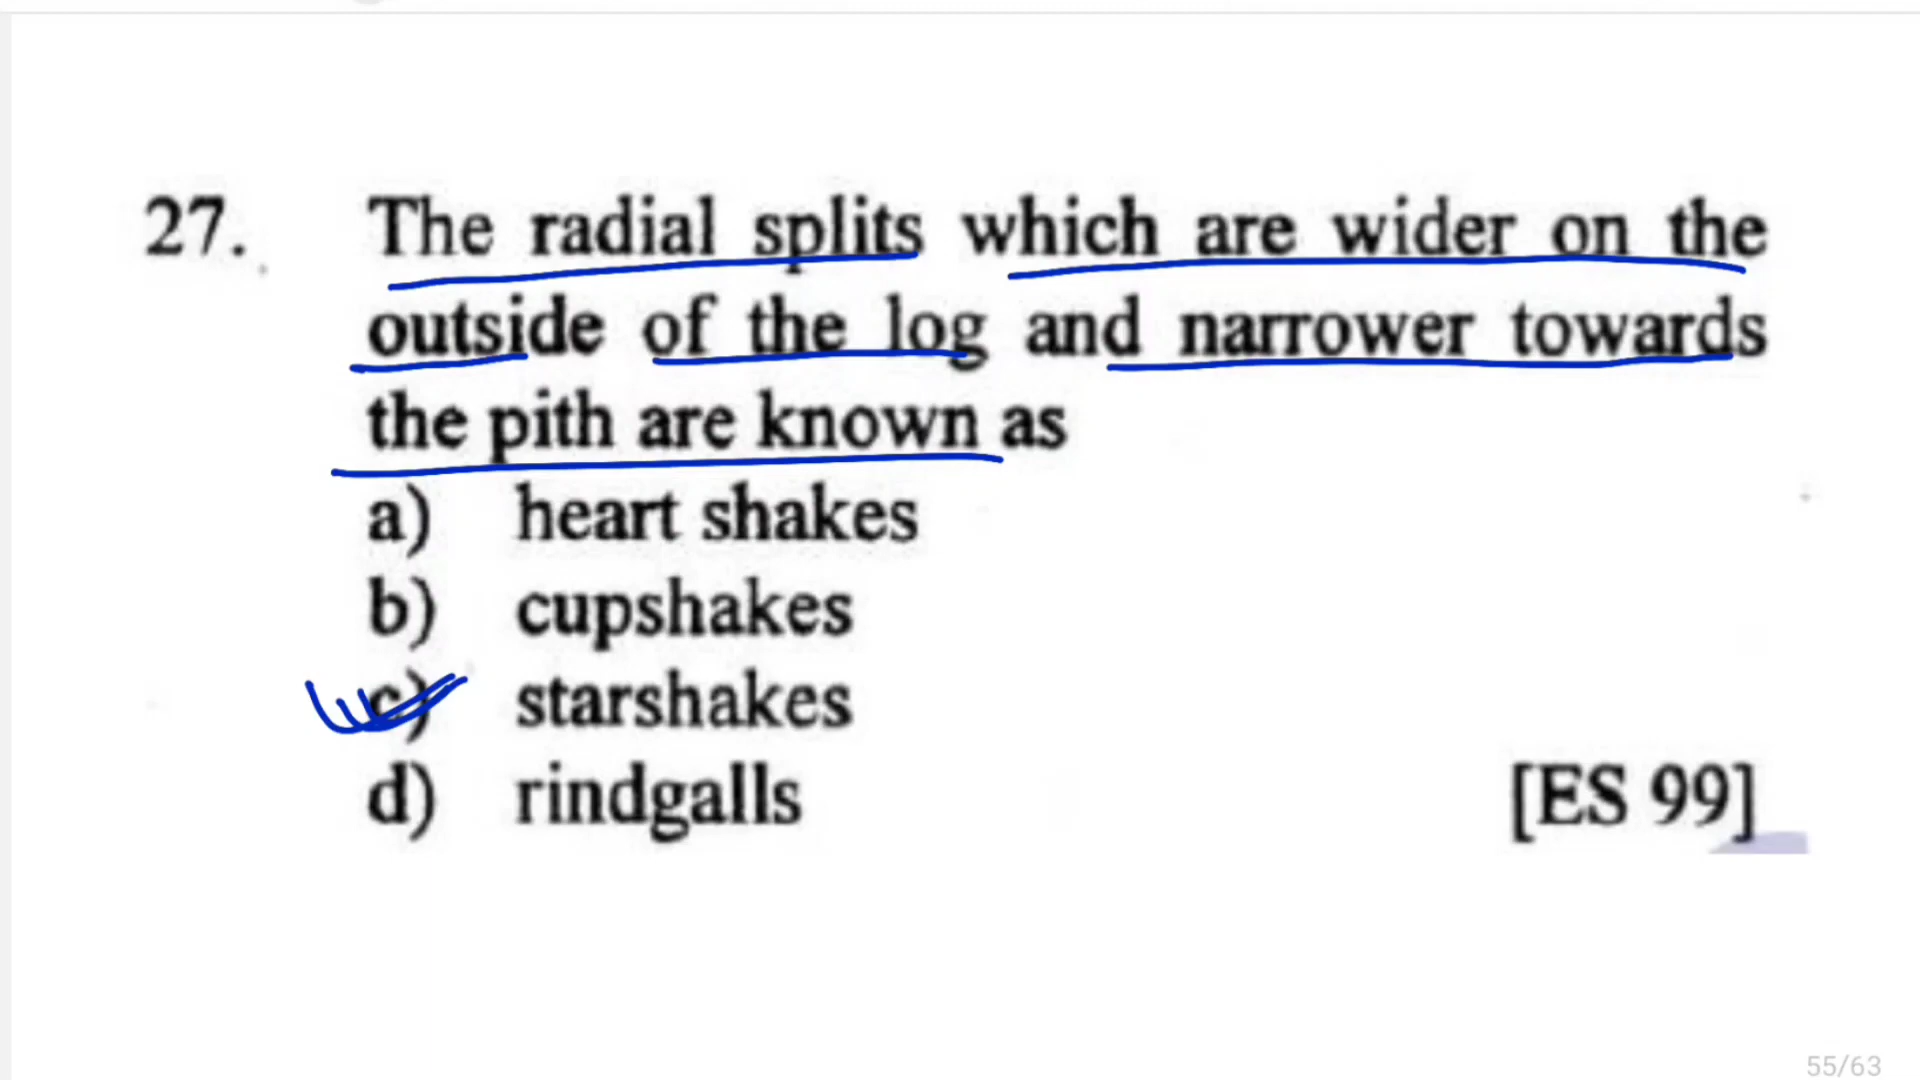 27. The radial splits which are wider on the
outside of the log and narrower towards
the pith are known as
a) heart shakes
b) cupshakes
c) starshakes
d) rindgalls [ES 99]
55/63